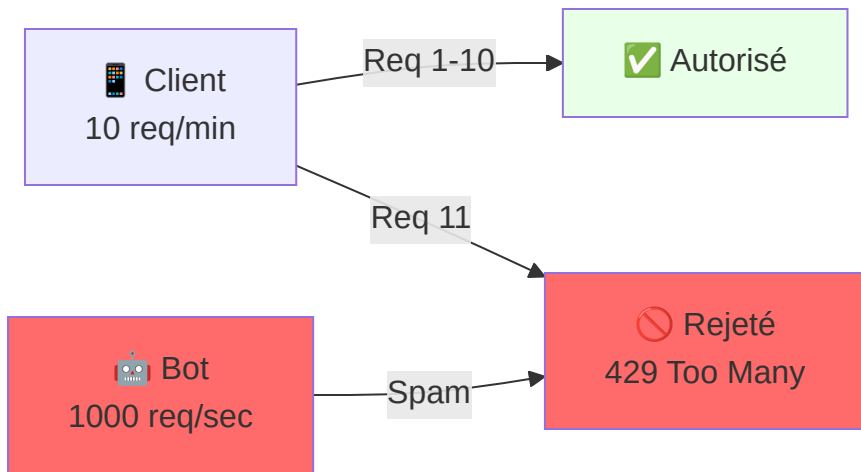 📱 Client
10 req/min
Req 1-10
✅ Autorisé
Req 11
🚫 Rejeté
429 Too Many
🤖 Bot
1000 req/sec
Spam